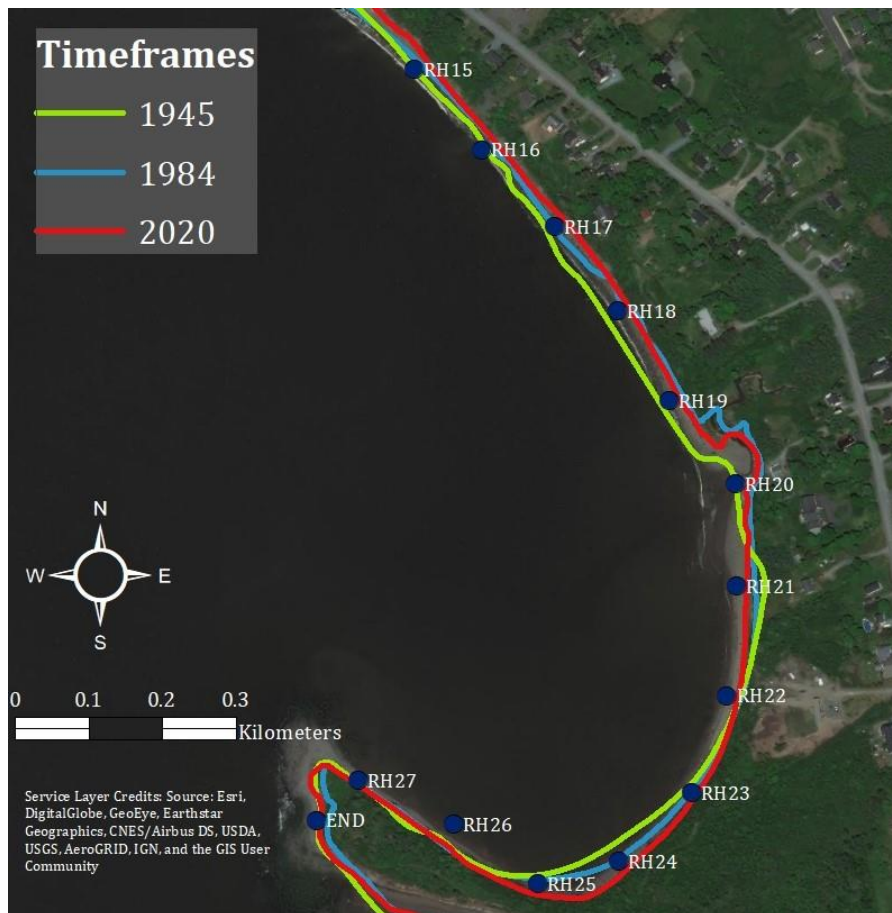 Timeframes
1945
1984
2020
RH15
RH16
RH17
RH18
RH19
RH20
RH21
RH22
RH23
RH24
RH25
RH26
RH27
END
N
W E
S
0 0.1 0.2 0.3
Kilometers
Service Layer Credits: Source: Esri,
DigitalGlobe, GeoEye, Earthstar
Geographics, CNES/Airbus DS, USDA,
USGS, AeroGRID, IGN, and the GIS User
Community